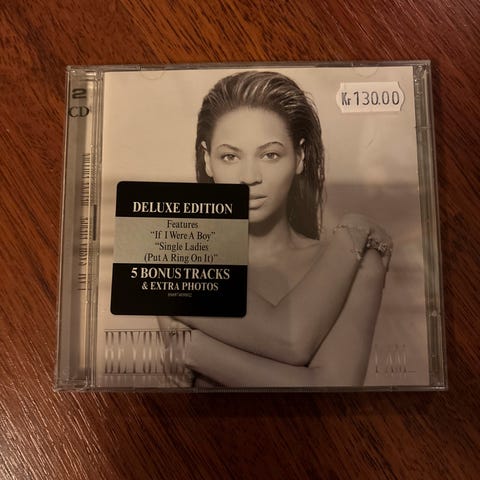 2
CD
Kr 130.00
DELUXE EDITION
Features
"If I Were A Boy"
"Single Ladies
(Put A Ring On It)"
5 BONUS TRACKS
& EXTRA PHOTOS
BEYONCÉ
I AM...